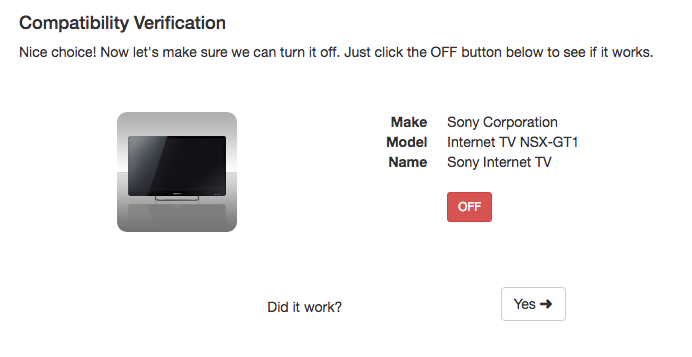 Compatibility Verification
Nice choice! Now let's make sure we can turn it off. Just click the OFF button below to see if it works.
Make Sony Corporation
Model Internet TV NSX-GT1
Name Sony Internet TV
OFF
Did it work? Yes ➔